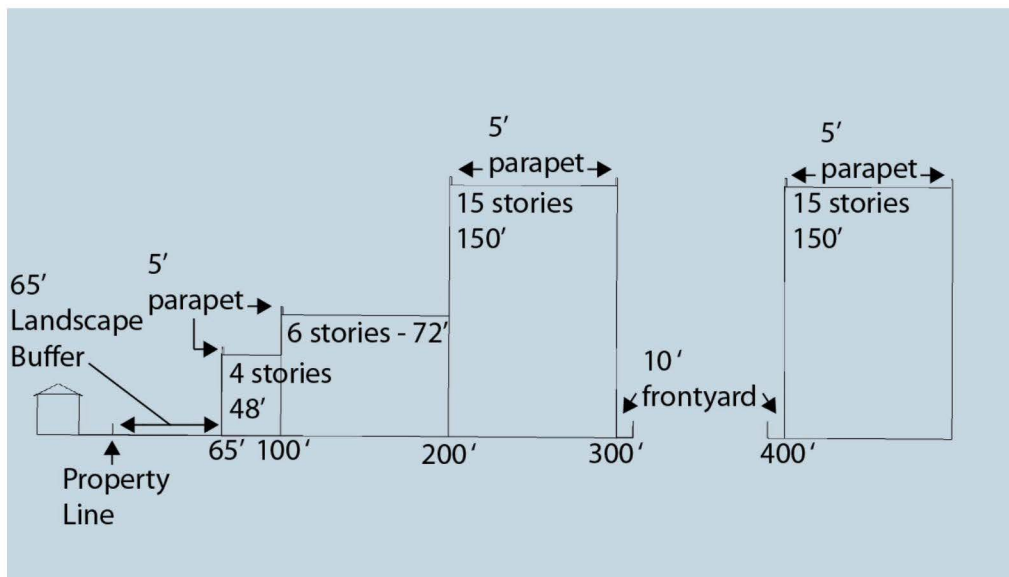 5′
parapet
15 stories
150′
5′
parapet
15 stories
150′
65′
Landscape
Buffer
5′
parapet
6 stories - 72′
4 stories
48′
10 ‘
frontyard
65′ 100‘ 200‘ 300‘ 400‘
Property
Line